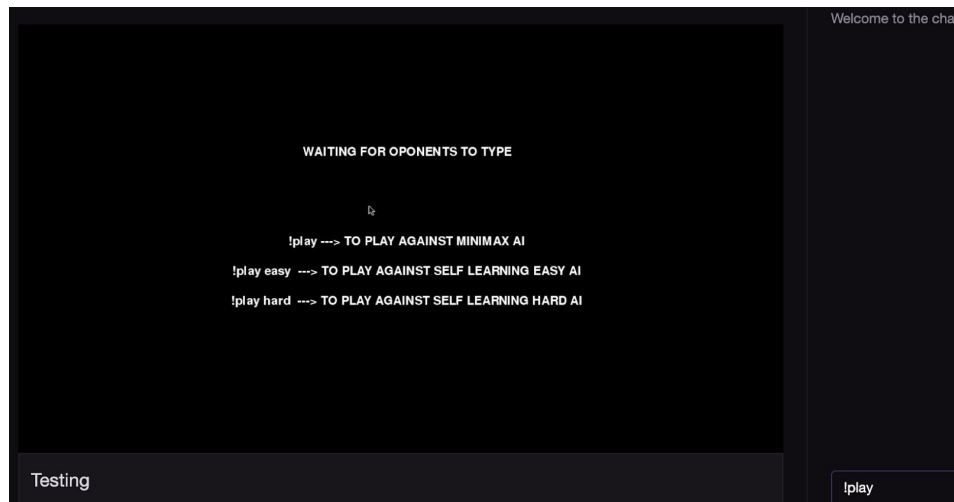 Welcome to the cha
WAITING FOR OPONENTS TO TYPE
!play ---> TO PLAY AGAINST MINIMAX AI
!play easy ---> TO PLAY AGAINST SELF LEARNING EASY AI
!play hard ---> TO PLAY AGAINST SELF LEARNING HARD AI
Testing
!play